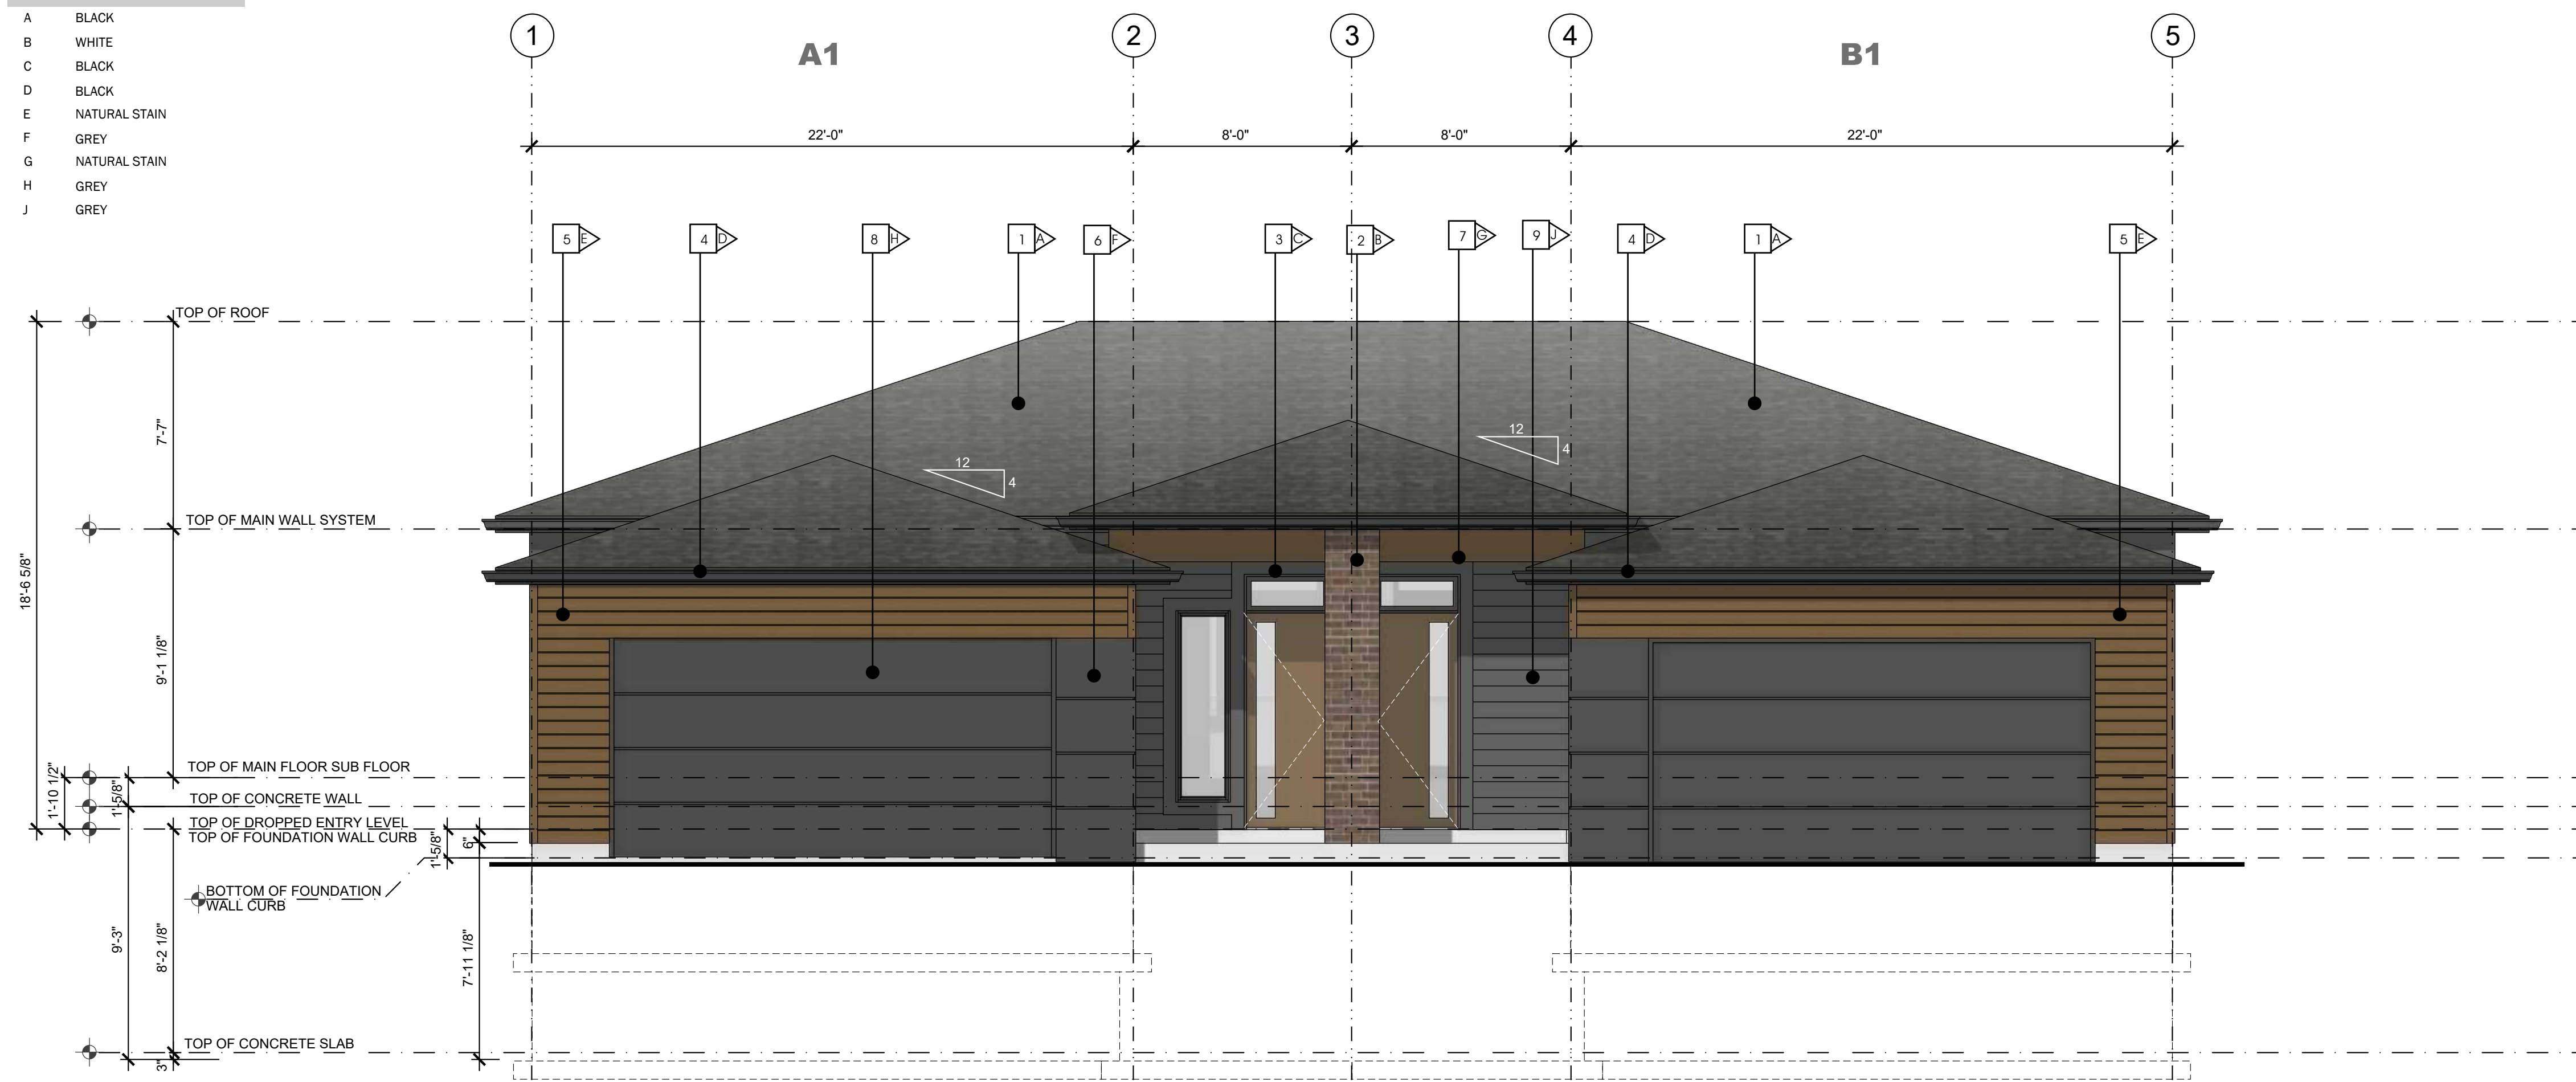 A BLACK
B WHITE
C BLACK
D BLACK
E NATURAL STAIN
F GREY
G NATURAL STAIN
H GREY
J GREY
1 2 3 4 5
A1 B1
22'-0" 8'-0" 8'-0" 22'-0"
5 E 4 D 8 H 1 A 6 F 3 C 2 B 7 G 9 J 4 D 1 A 5 E
TOP OF ROOF
7'-7"
12
4
12
4
TOP OF MAIN WALL SYSTEM
18'-6 5/8"
9'-1 1/8"
TOP OF MAIN FLOOR SUB FLOOR
1'-10 1/2"
1'-5/8"
TOP OF CONCRETE WALL
TOP OF DROPPED ENTRY LEVEL
TOP OF FOUNDATION WALL CURB
1'-5/8"
6"
BOTTOM OF FOUNDATION
WALL CURB
9'-3"
8'-2 1/8"
7'-11 1/8"
TOP OF CONCRETE SLAB
3"